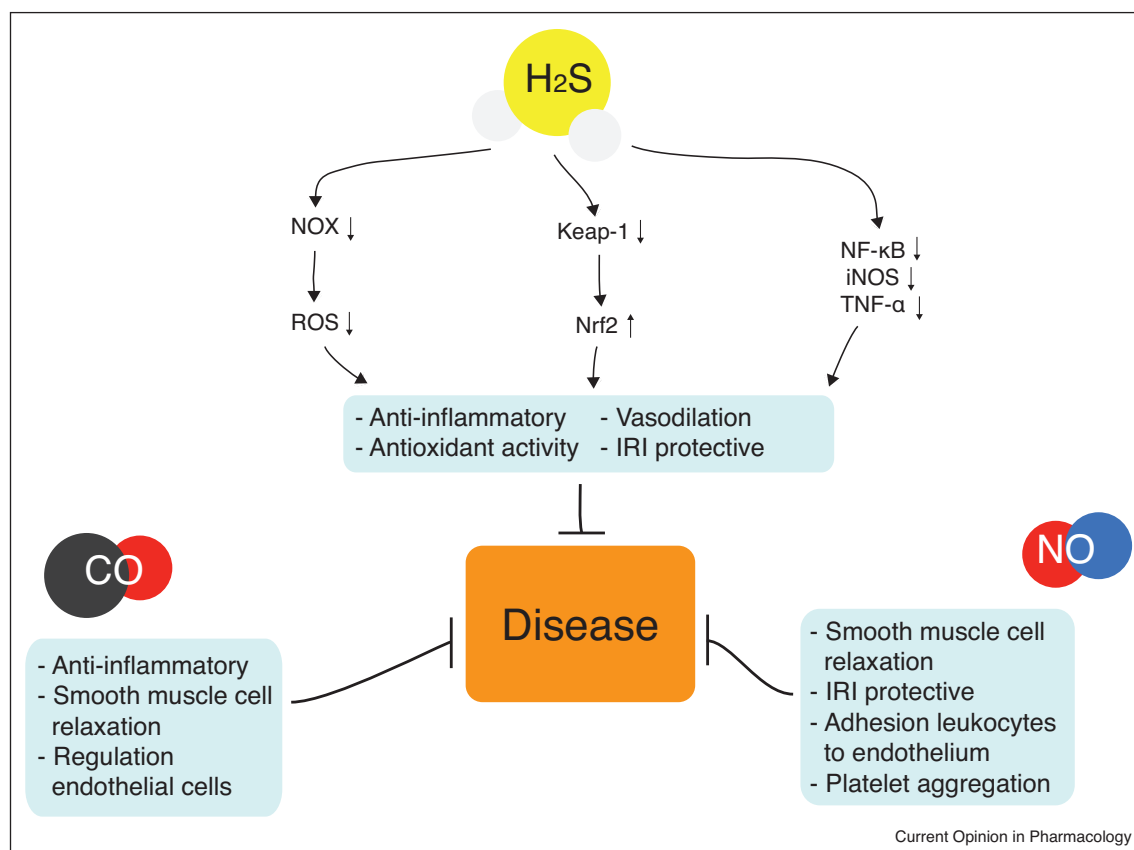 H2S
NOX ↓
Keap-1 ↓
NF-κB ↓
iNOS ↓
TNF-α ↓
ROS ↓
Nrf2 ↑
- Anti-inflammatory - Vasodilation
- Antioxidant activity - IRI protective
CO
NO
Disease
- Anti-inflammatory
- Smooth muscle cell
relaxation
- Regulation
endothelial cells
- Smooth muscle cell
relaxation
- IRI protective
- Adhesion leukocytes
to endothelium
- Platelet aggregation
Current Opinion in Pharmacology